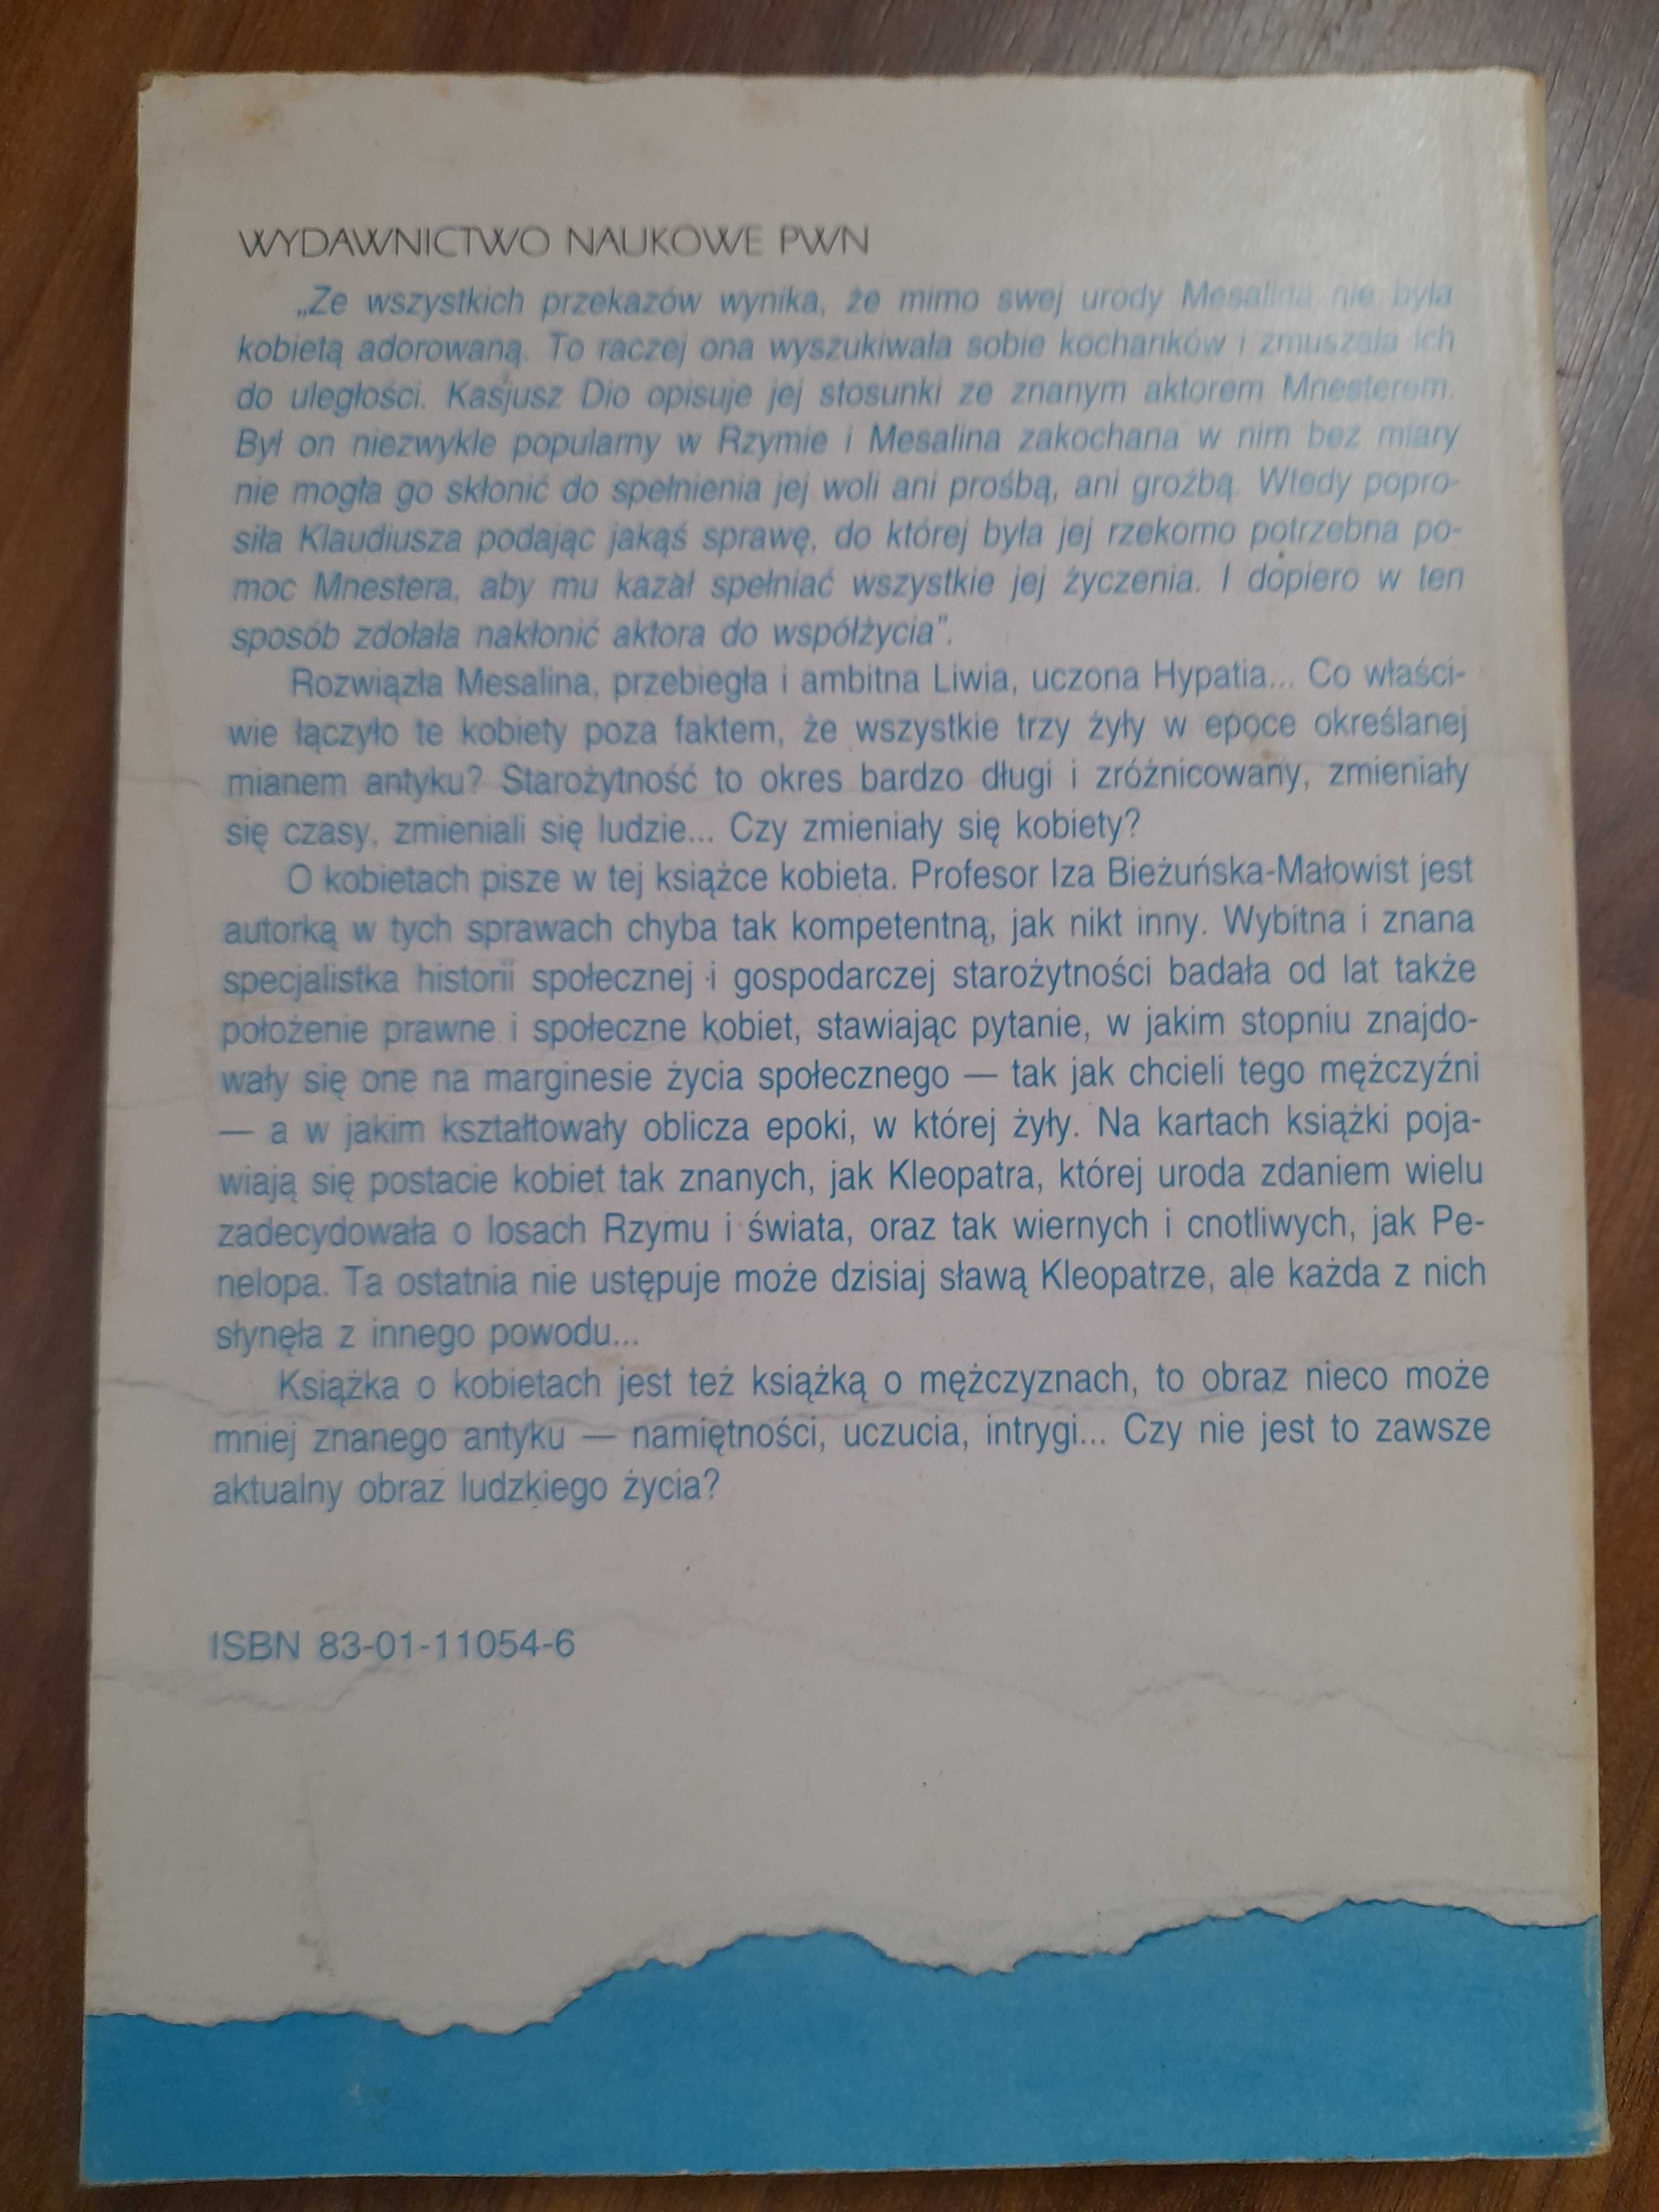 WYDAWNICTWO NAUKOWE PWN
„Ze wszystkich przekazów wynika, że mimo swej urody Mesalina nie była
kobietą adorowaną. To raczej ona wyszukiwała sobie kochanków i zmuszała ich
do uległości. Kasjusz Dio opisuje jej stosunki ze znanym aktorem Mnesterem.
Był on niezwykle popularny w Rzymie i Mesalina zakochana w nim bez miary
nie mogła go skłonić do spełnienia jej woli ani prośbą, ani groźbą. Wtedy popro-
siła Klaudiusza podając jakąś sprawę, do której była jej rzekomo potrzebna po-
moc Mnestera, aby mu kazał spełniać wszystkie jej życzenia. I dopiero w ten
sposób zdołała nakłonić aktora do współżycia”.
Rozwiązła Mesalina, przebiegła i ambitna Liwia, uczona Hypatia... Co właści-
wie łączyło te kobiety poza faktem, że wszystkie trzy żyły w epoce określanej
mianem antyku? Starożytność to okres bardzo długi i zróżnicowany, zmieniały
się czasy, zmieniali się ludzie... Czy zmieniały się kobiety?
O kobietach pisze w tej książce kobieta. Profesor Iza Bieżuńska-Małowist jest
autorką w tych sprawach chyba tak kompetentną, jak nikt inny. Wybitna i znana
specjalistka historii społecznej i gospodarczej starożytności badała od lat także
położenie prawne i społeczne kobiet, stawiając pytanie, w jakim stopniu znajdo-
wały się one na marginesie życia społecznego — tak jak chcieli tego mężczyźni
— a w jakim kształtowały oblicza epoki, w której żyły. Na kartach książki poja-
wiają się postacie kobiet tak znanych, jak Kleopatra, której uroda zdaniem wielu
zadecydowała o losach Rzymu i świata, oraz tak wiernych i cnotliwych, jak Pe-
nelopa. Ta ostatnia nie ustępuje może dzisiaj sławą Kleopatrze, ale każda z nich
słynęła z innego powodu...
Książka o kobietach jest też książką o mężczyznach, to obraz nieco może
mniej znanego antyku — namiętności, uczucia, intrygi... Czy nie jest to zawsze
aktualny obraz ludzkiego życia?
ISBN 83-01-11054-6